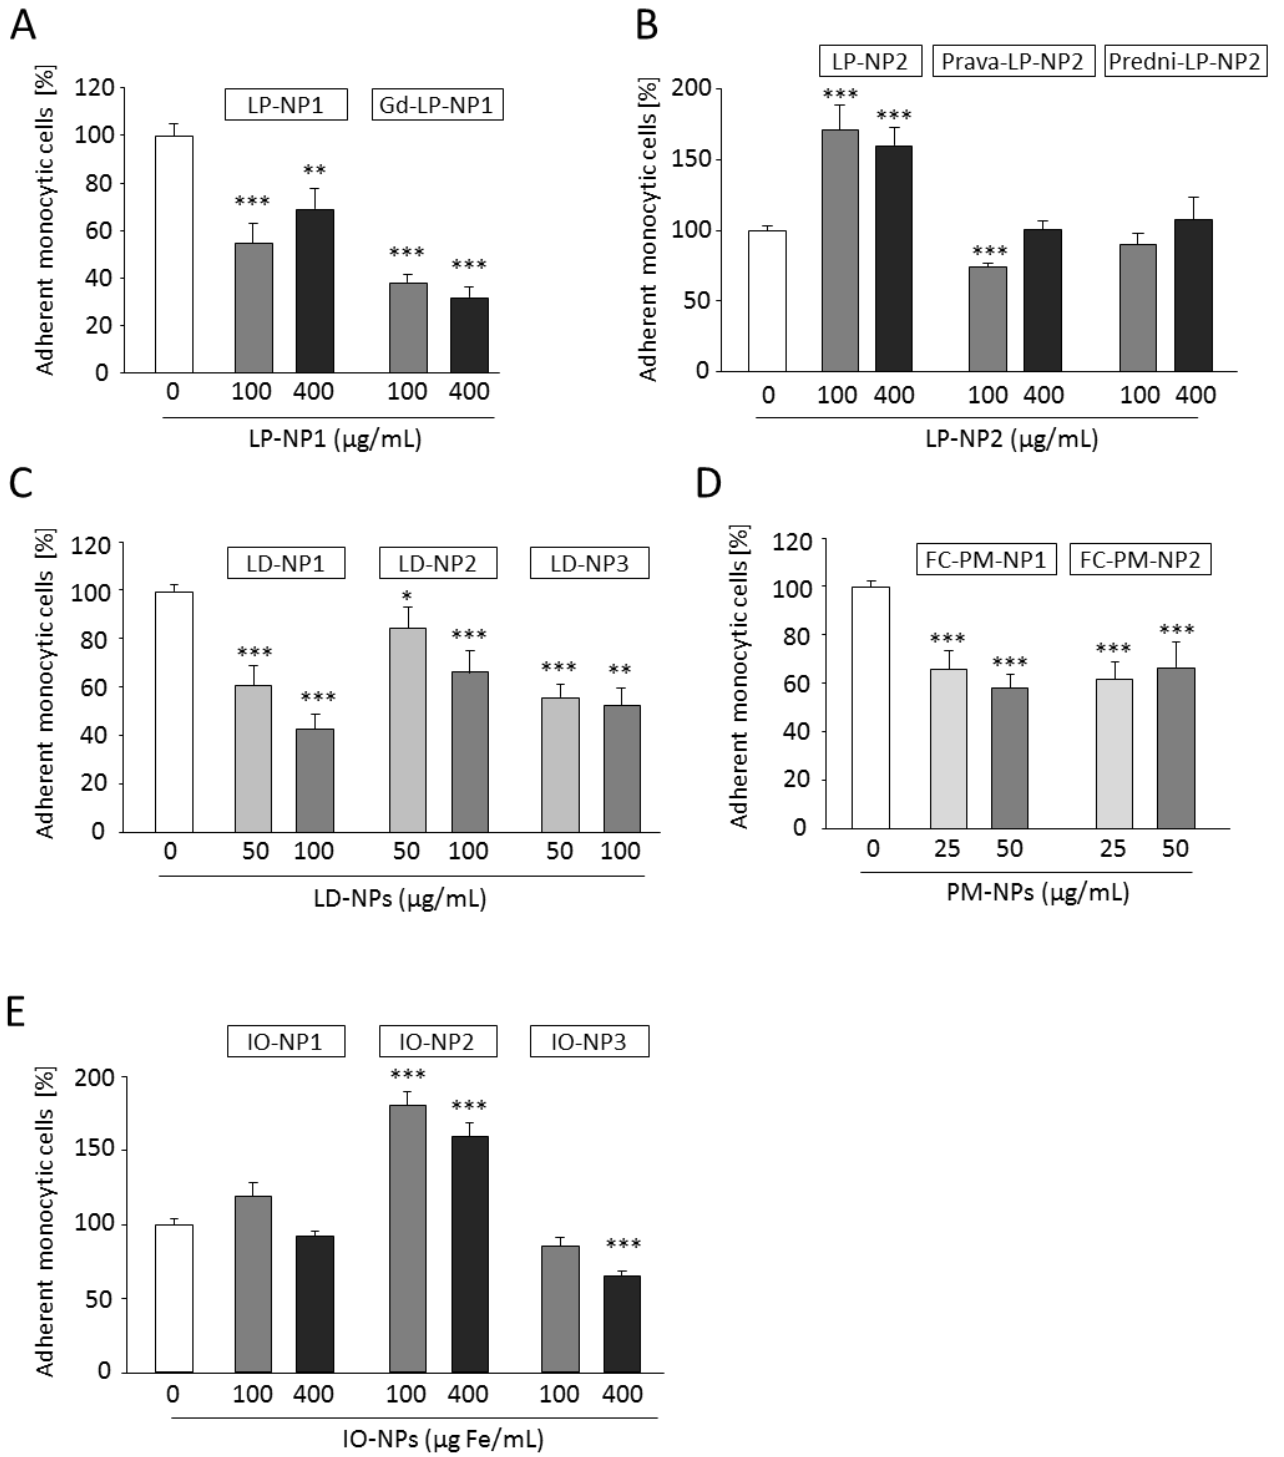 A
Adherent monocytic cells [%]
120
100
80
60
40
20
0
LP-NP1
Gd-LP-NP1
***
**
***
***
0 100 400 100 400
LP-NP1 (µg/mL)
B
Adherent monocytic cells [%]
200
150
100
50
0
LP-NP2
Prava-LP-NP2
Predni-LP-NP2
***
***
***
0 100 400 100 400 100 400
LP-NP2 (µg/mL)
C
Adherent monocytic cells [%]
120
100
80
60
40
20
0
LD-NP1
LD-NP2
LD-NP3
***
***
*
***
***
**
0 50 100 50 100 50 100
LD-NPs (µg/mL)
D
Adherent monocytic cells [%]
120
100
80
60
40
20
0
FC-PM-NP1
FC-PM-NP2
***
***
***
***
0 25 50 25 50
PM-NPs (µg/mL)
E
Adherent monocytic cells [%]
200
150
100
50
0
IO-NP1
IO-NP2
IO-NP3
***
***
***
0 100 400 100 400 100 400
IO-NPs (µg Fe/mL)